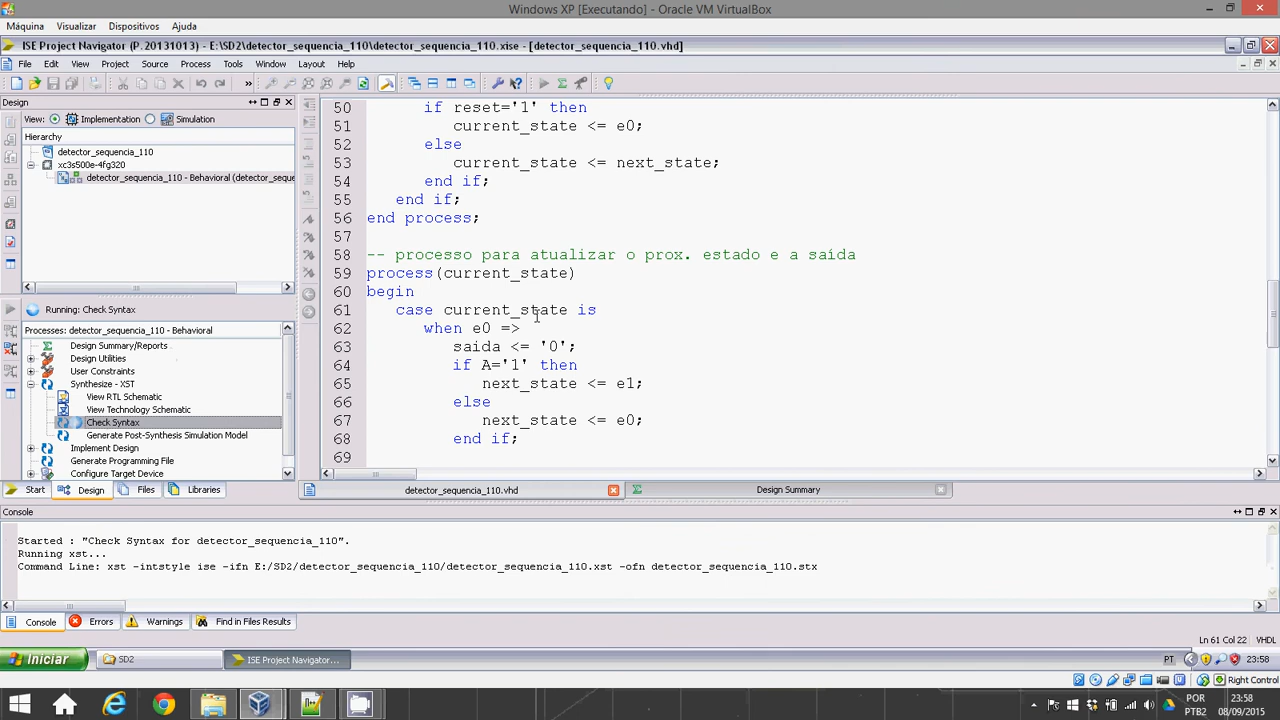 Windows XP [Executando] - Oracle VM VirtualBox
Máquina Visualizar Dispositivos Ajuda
ISE Project Navigator (P.20131013) - E:\SD2\detector_sequencia_110\detector_sequencia_110.xise - [detector_sequencia_110.vhd]
File Edit View Project Source Process Tools Window Layout Help
Design
View: Implementation Simulation
Hierarchy
detector_sequencia_110
xc3s500e-4fg320
detector_sequencia_110 - Behavioral (detector_seque
Running: Check Syntax
Processes: detector_sequencia_110 - Behavioral
Design Summary/Reports
Design Utilities
User Constraints
Synthesize - XST
View RTL Schematic
View Technology Schematic
Check Syntax
Generate Post-Synthesis Simulation Model
Implement Design
Generate Programming File
Configure Target Device
Start Design Files Libraries
50 if reset='1' then
51 current_state <= e0;
52 else
53 current_state <= next_state;
54 end if;
55 end if;
56 end process;
57
58 -- processo para atualizar o prox. estado e a saída
59 process(current_state)
60 begin
61 case current_state is
62 when e0 =>
63 saida <= '0';
64 if A='1' then
65 next_state <= e1;
66 else
67 next_state <= e0;
68 end if;
69
detector_sequencia_110.vhd Design Summary
Console
Started : "Check Syntax for detector_sequencia_110".
Running xst...
Command Line: xst -intstyle ise -ifn E:/SD2/detector_sequencia_110/detector_sequencia_110.xst -ofn detector_sequencia_110.stx
Console Errors Warnings Find in Files Results
Ln 61 Col 22 VHDL
Iniciar SD2 ISE Project Navigator... PT 23:58
Right Control
POR 23:58
PTB2 08/09/2015